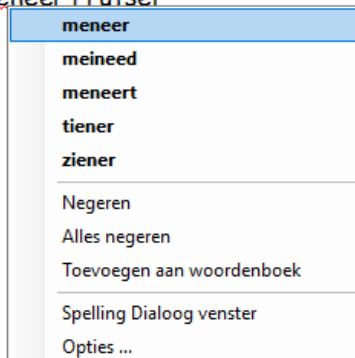 meneer
meineed
meneert
tiener
ziener
Negeren
Alles negeren
Toevoegen aan woordenboek
Spelling Dialoog venster
Opties ...